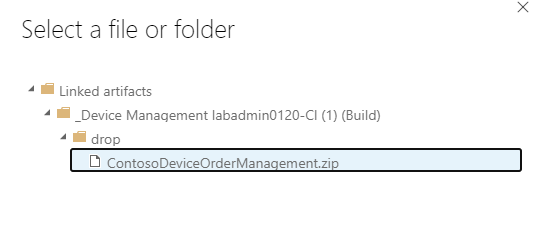 Select a file or folder
Linked artifacts
_Device Management labadmin0120-CI (1) (Build)
drop
ContosoDeviceOrderManagement.zip